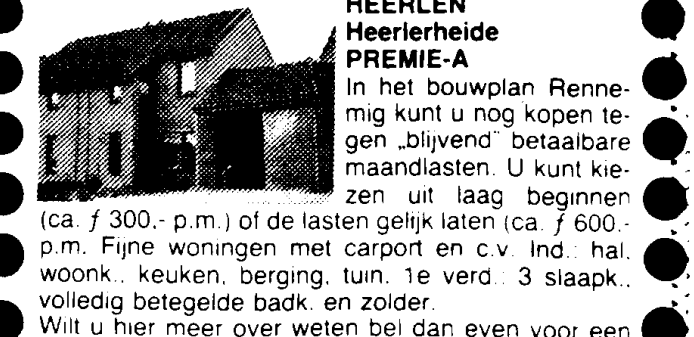 HEERLEN
Heerlerheide
PREMIE-A
In het bouwplan Renne-
mig kunt u nog kopen te-
gen „blijvend" betaalbare
maandlasten. U kunt kie-
zen uit laag beginnen
(ca. ƒ 300,- p.m.) of de lasten gelijk laten (ca. ƒ 600.-
p.m. Fijne woningen met carport en c.v. Ind.: hal,
woonk., keuken, berging, tuin. 1e verd.: 3 slaapk.,
volledig betegelde badk. en zolder.
Wilt u hier meer over weten bel dan even voor een